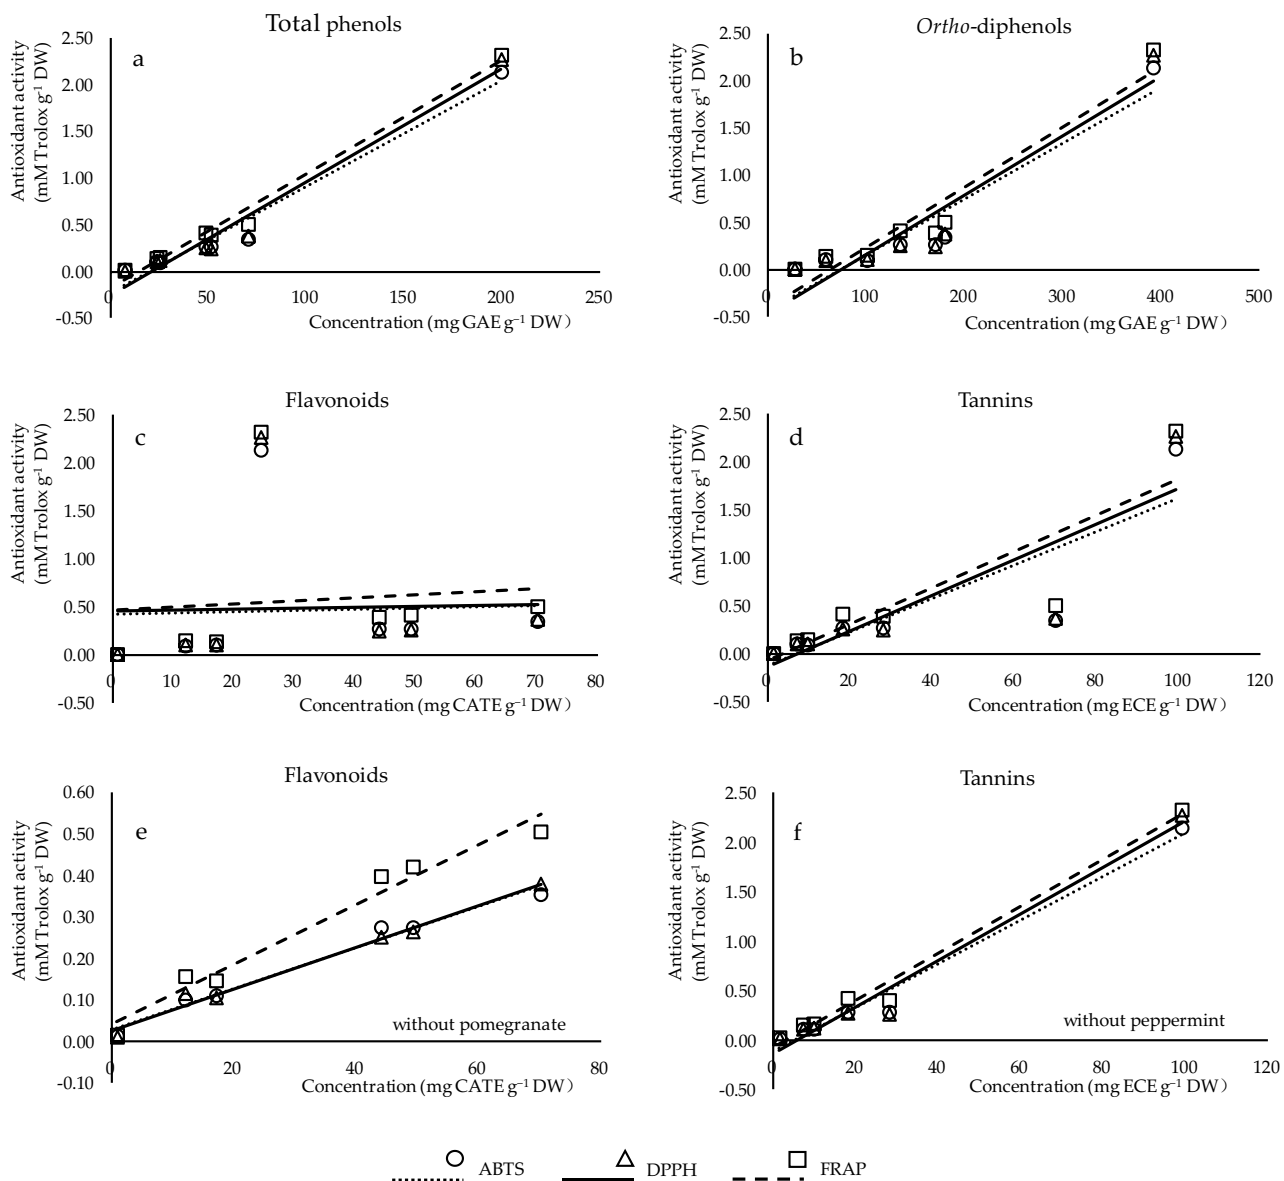 Total phenols
a
Antioxidant activity
(mM Trolox g⁻¹ DW)
2.50
2.00
1.50
1.00
0.50
0.00
-0.50
0
50
100
150
200
250
Concentration (mg GAE g⁻¹ DW)
Ortho-diphenols
b
Antioxidant activity
(mM Trolox g⁻¹ DW)
2.50
2.00
1.50
1.00
0.50
0.00
-0.50
0
100
200
300
400
500
Concentration (mg GAE g⁻¹ DW)
Flavonoids
c
Antioxidant activity
(mM Trolox g⁻¹ DW)
2.50
2.00
1.50
1.00
0.50
0.00
-0.50
0
10
20
30
40
50
60
70
80
Concentration (mg CATE g⁻¹ DW)
Tannins
d
Antioxidant activity
(mM Trolox g⁻¹ DW)
2.50
2.00
1.50
1.00
0.50
0.00
-0.50
0
20
40
60
80
100
120
Concentration (mg ECE g⁻¹ DW)
Flavonoids
e
Antioxidant activity
(mM Trolox g⁻¹ DW)
0.60
0.50
0.40
0.30
0.20
0.10
0.00
-0.10
without pomegranate
0
20
40
60
80
Concentration (mg CATE g⁻¹ DW)
Tannins
f
Antioxidant activity
(mM Trolox g⁻¹ DW)
2.50
2.00
1.50
1.00
0.50
0.00
-0.50
without peppermint
0
20
40
60
80
100
120
Concentration (mg ECE g⁻¹ DW)
ABTS
DPPH
FRAP